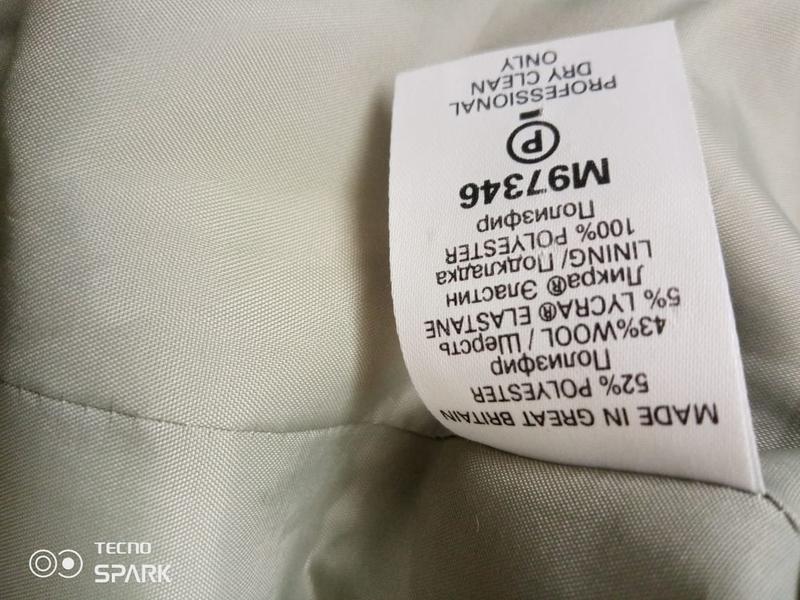 MADE IN GREAT BRITAIN
52% POLYESTER
Полиэфир
43%WOOL / Шерсть
5% LYCRA® ELASTANE
Ликра® Эластин
LINING/ Подкладка
100% POLYESTER
Полиэфир
M97346
P
PROFESSIONAL
DRY CLEAN
ONLY
TECNO
SPARK